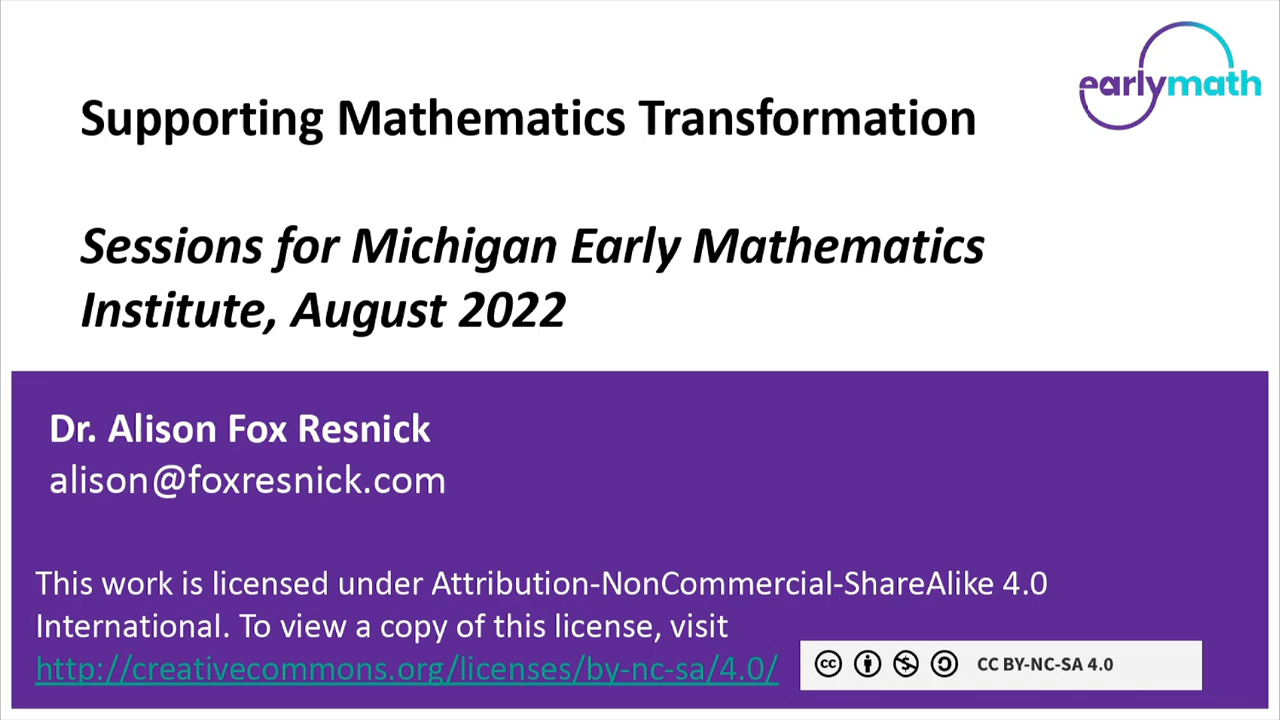 earlymath
Supporting Mathematics Transformation
Sessions for Michigan Early Mathematics
Institute, August 2022
Dr. Alison Fox Resnick
alison@foxresnick.com
This work is licensed under Attribution-NonCommercial-ShareAlike 4.0
International. To view a copy of this license, visit
http://creativecommons.org/licenses/by-nc-sa/4.0/
cc CC BY-NC-SA 4.0